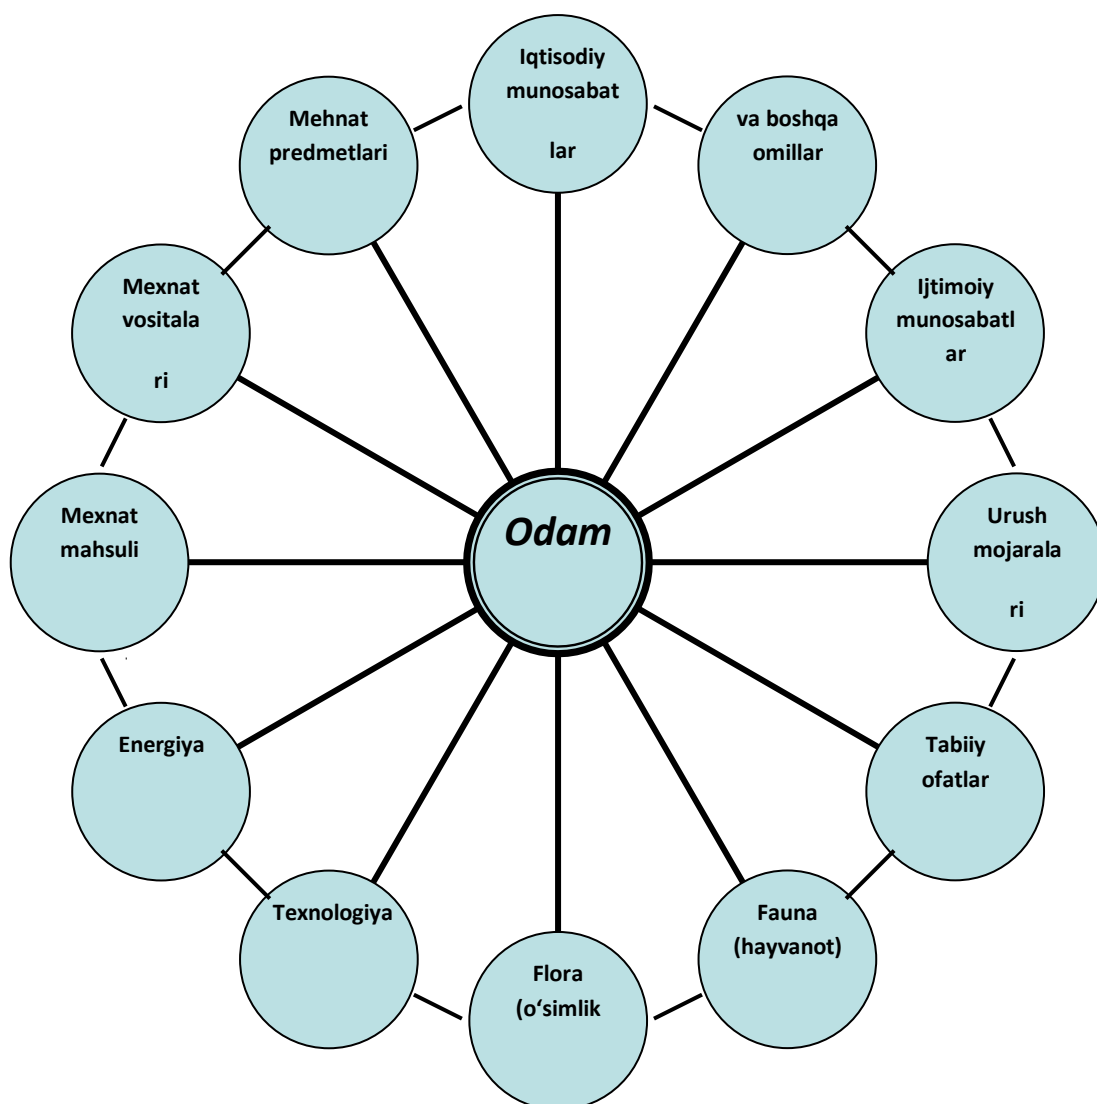 Iqtisodiy
munosabat
lar
va boshqa
omillar
Ijtimoiy
munosabatl
ar
Urush
mojarala
ri
Tabiiy
ofatlar
Fauna
(hayvanot)
Flora
(o‘simlik
Texnologiya
Energiya
Mexnat
mahsuli
Mexnat
vositala
ri
Mehnat
predmetlari
Odam